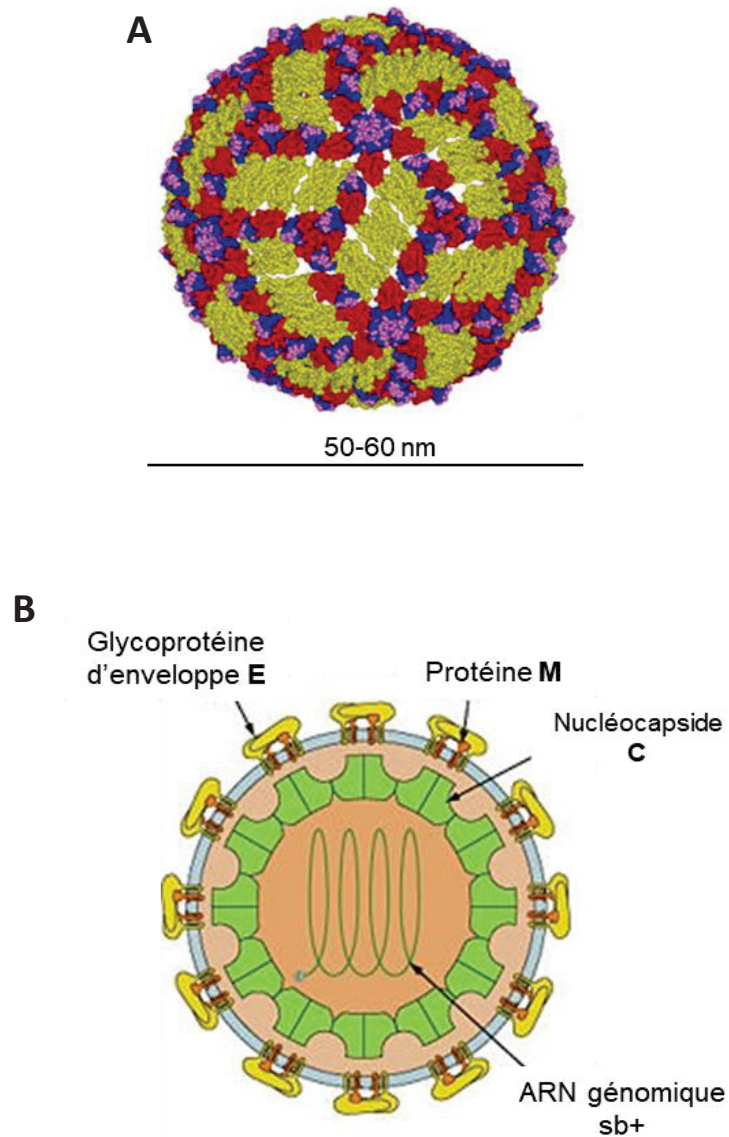 A
50-60 nm
B
Glycoprotéine
d'enveloppe E
Protéine M
Nucléocapside
C
ARN génomique
sb+